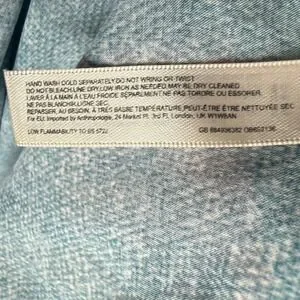 HAND WASH COLD SEPARATELY.DO NOT WRING OR TWIST.
DO NOT BLEACH.LINE DRY.LOW IRON AS NEEDED.MAY BE DRY CLEANED.
LAVER À LA MAIN À L'EAU FROIDE SEPARÉMENT.NE PAS TORDRE OU ESSORER.
NE PAS BLANCHIR.LIGNE SEC.
REPASSER, AU BESOIN, À TRÈS BASSE TEMPÉRATURE.PEUT-ÊTRE ÊTRE NETTOYÉE SEC
For EU, Imported by Anthropologie, 24 Market Pl, 3rd Fl, London, UK W1W8AN
LOW FLAMMABILITY TO BS 5722 GB